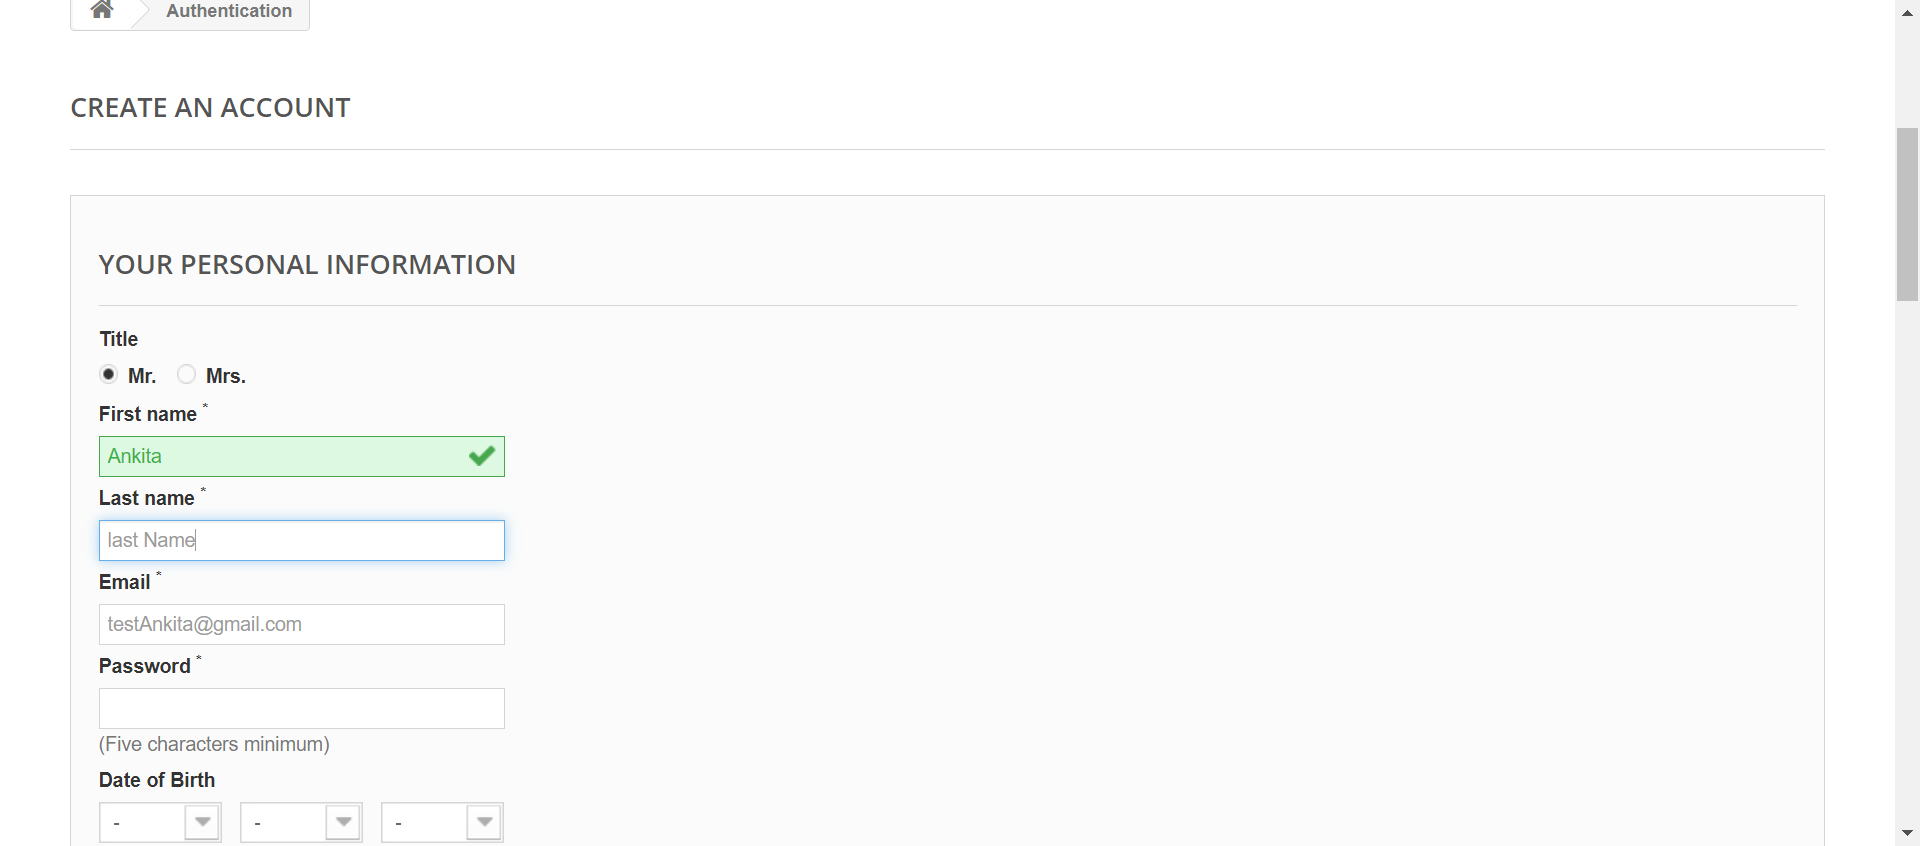 Authentication
CREATE AN ACCOUNT
YOUR PERSONAL INFORMATION
Title
Mr. Mrs.
First name *
Ankita
Last name *
last Name
Email *
testAnkita@gmail.com
Password *
(Five characters minimum)
Date of Birth
- - -